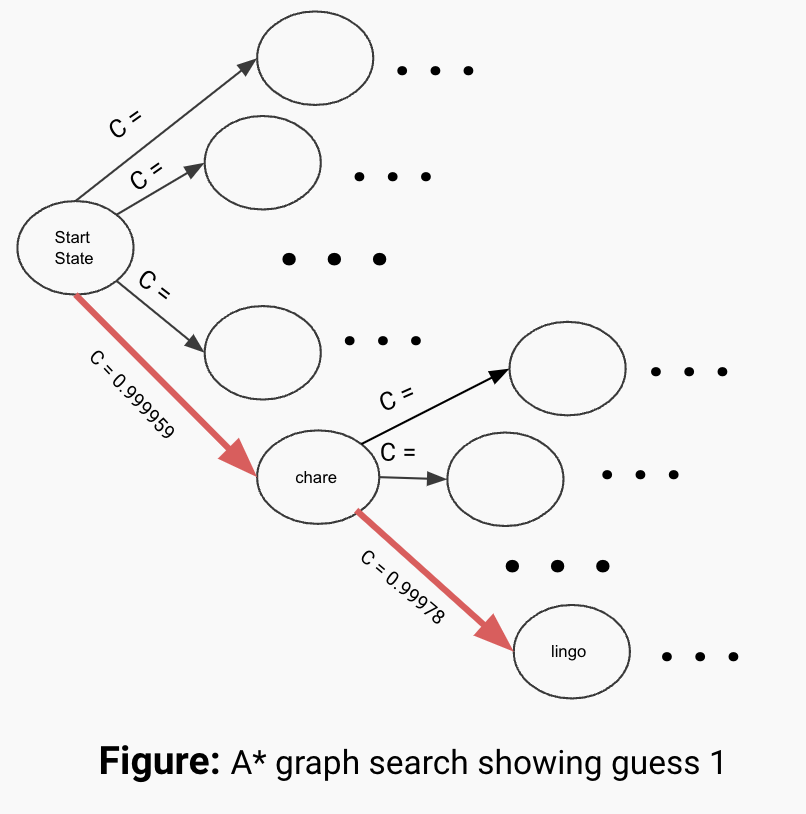 C =
C =
Start
State
C =
C = 0.999959
C =
C =
chare
C = 0.99978
lingo
Figure: A* graph search showing guess 1